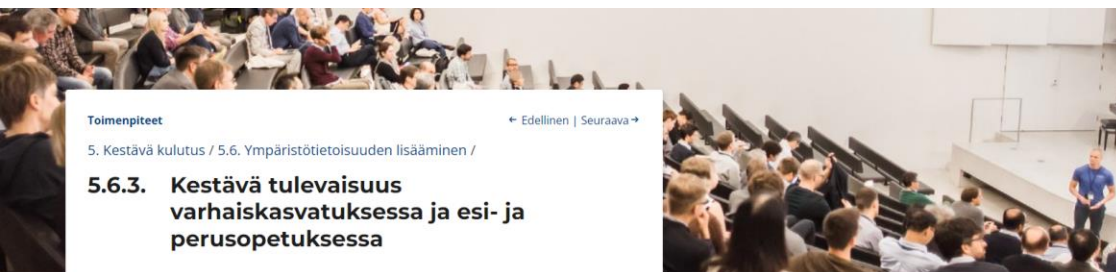 Toimenpiteet
← Edellinen | Seuraava →
5. Kestävä kulutus / 5.6. Ympäristötietoisuuden lisääminen /
5.6.3. Kestävä tulevaisuus
varhaiskasvatuksessa ja esi- ja
perusopetuksessa